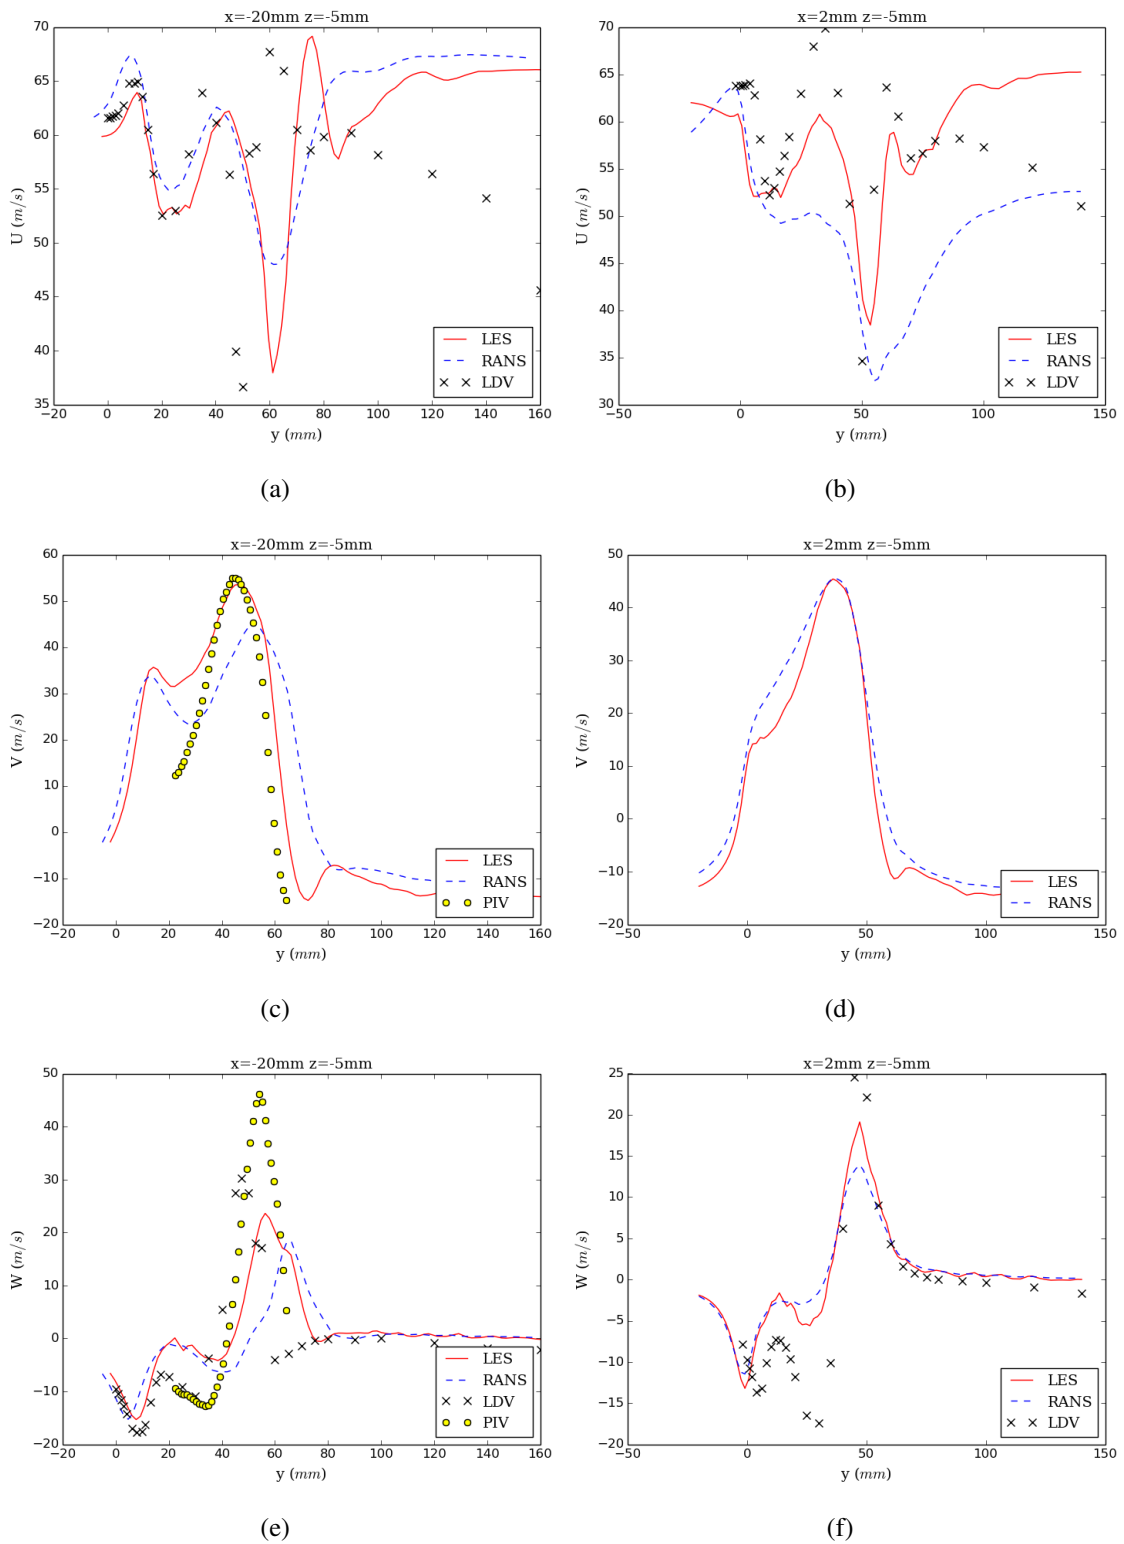 x=-20mm z=-5mm
70
65
60
55
50
45
40
35
U (m/s)
LES
RANS
LDV
−20 0 20 40 60 80 100 120 140 160
y (mm)
(a)
x=2mm z=-5mm
70
65
60
55
50
45
40
35
30
U (m/s)
LES
RANS
LDV
−50 0 50 100 150
y (mm)
(b)
x=-20mm z=-5mm
60
50
40
30
20
10
0
−10
−20
V (m/s)
LES
RANS
PIV
−20 0 20 40 60 80 100 120 140 160
y (mm)
(c)
x=2mm z=-5mm
50
40
30
20
10
0
−10
−20
V (m/s)
LES
RANS
−50 0 50 100 150
y (mm)
(d)
x=-20mm z=-5mm
50
40
30
20
10
0
−10
−20
W (m/s)
LES
RANS
LDV
PIV
−20 0 20 40 60 80 100 120 140 160
y (mm)
(e)
x=2mm z=-5mm
25
20
15
10
5
0
−5
−10
−15
−20
W (m/s)
LES
RANS
LDV
−50 0 50 100 150
y (mm)
(f)